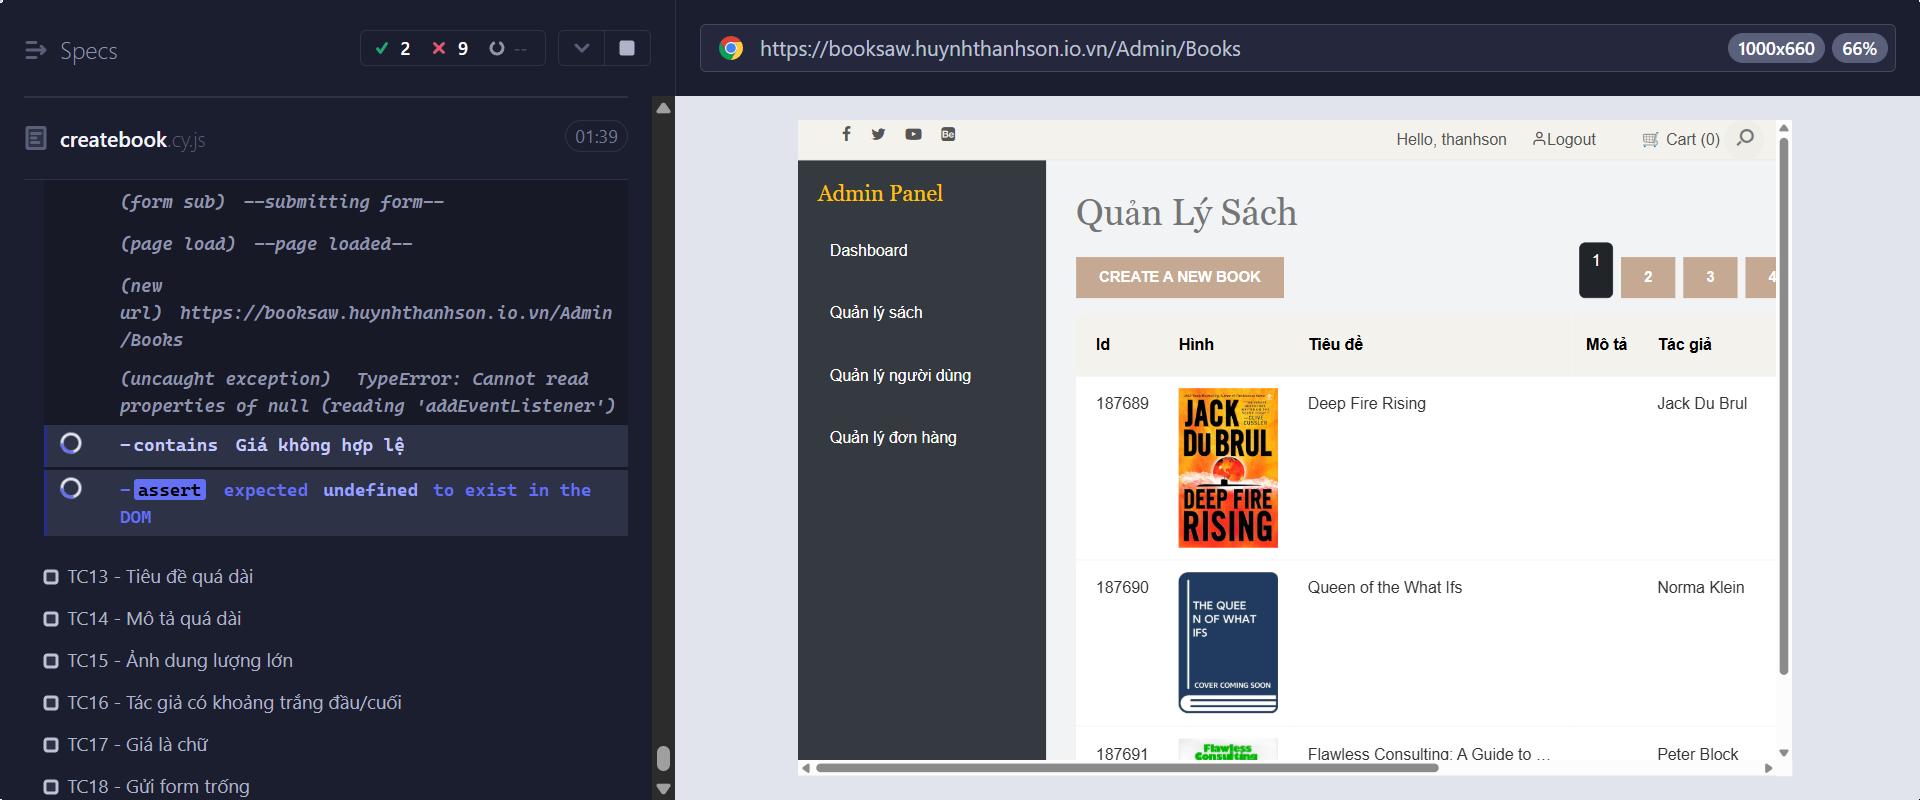 Specs
2 9 --
createbook.cy.js
01:39
(form sub) --submitting form--
(page load) --page loaded--
(new
url) https://booksaw.huynhthanhson.io.vn/Admin
/Books
(uncaught exception) TypeError: Cannot read
properties of null (reading 'addEventListener')
-contains Giá không hợp lệ
-assert expected undefined to exist in the
DOM
TC13 - Tiêu đề quá dài
TC14 - Mô tả quá dài
TC15 - Ảnh dung lượng lớn
TC16 - Tác giả có khoảng trắng đầu/cuối
TC17 - Giá là chữ
TC18 - Gửi form trống
https://booksaw.huynhthanhson.io.vn/Admin/Books
1000x660 66%
Hello, thanhson Logout Cart (0)
Admin Panel
Dashboard
Quản lý sách
Quản lý người dùng
Quản lý đơn hàng
Quản Lý Sách
CREATE A NEW BOOK
1 2 3 4
Id Hình Tiêu đề Mô tả Tác giả
187689 Deep Fire Rising Jack Du Brul
JACK
DU BRUL
DEEP FIRE
RISING
187690 Queen of the What Ifs Norma Klein
THE QUEE
N OF WHAT
IFS
COVER COMING SOON
187691 Flawless Consulting: A Guide to ... Peter Block
Flawless
Consulting